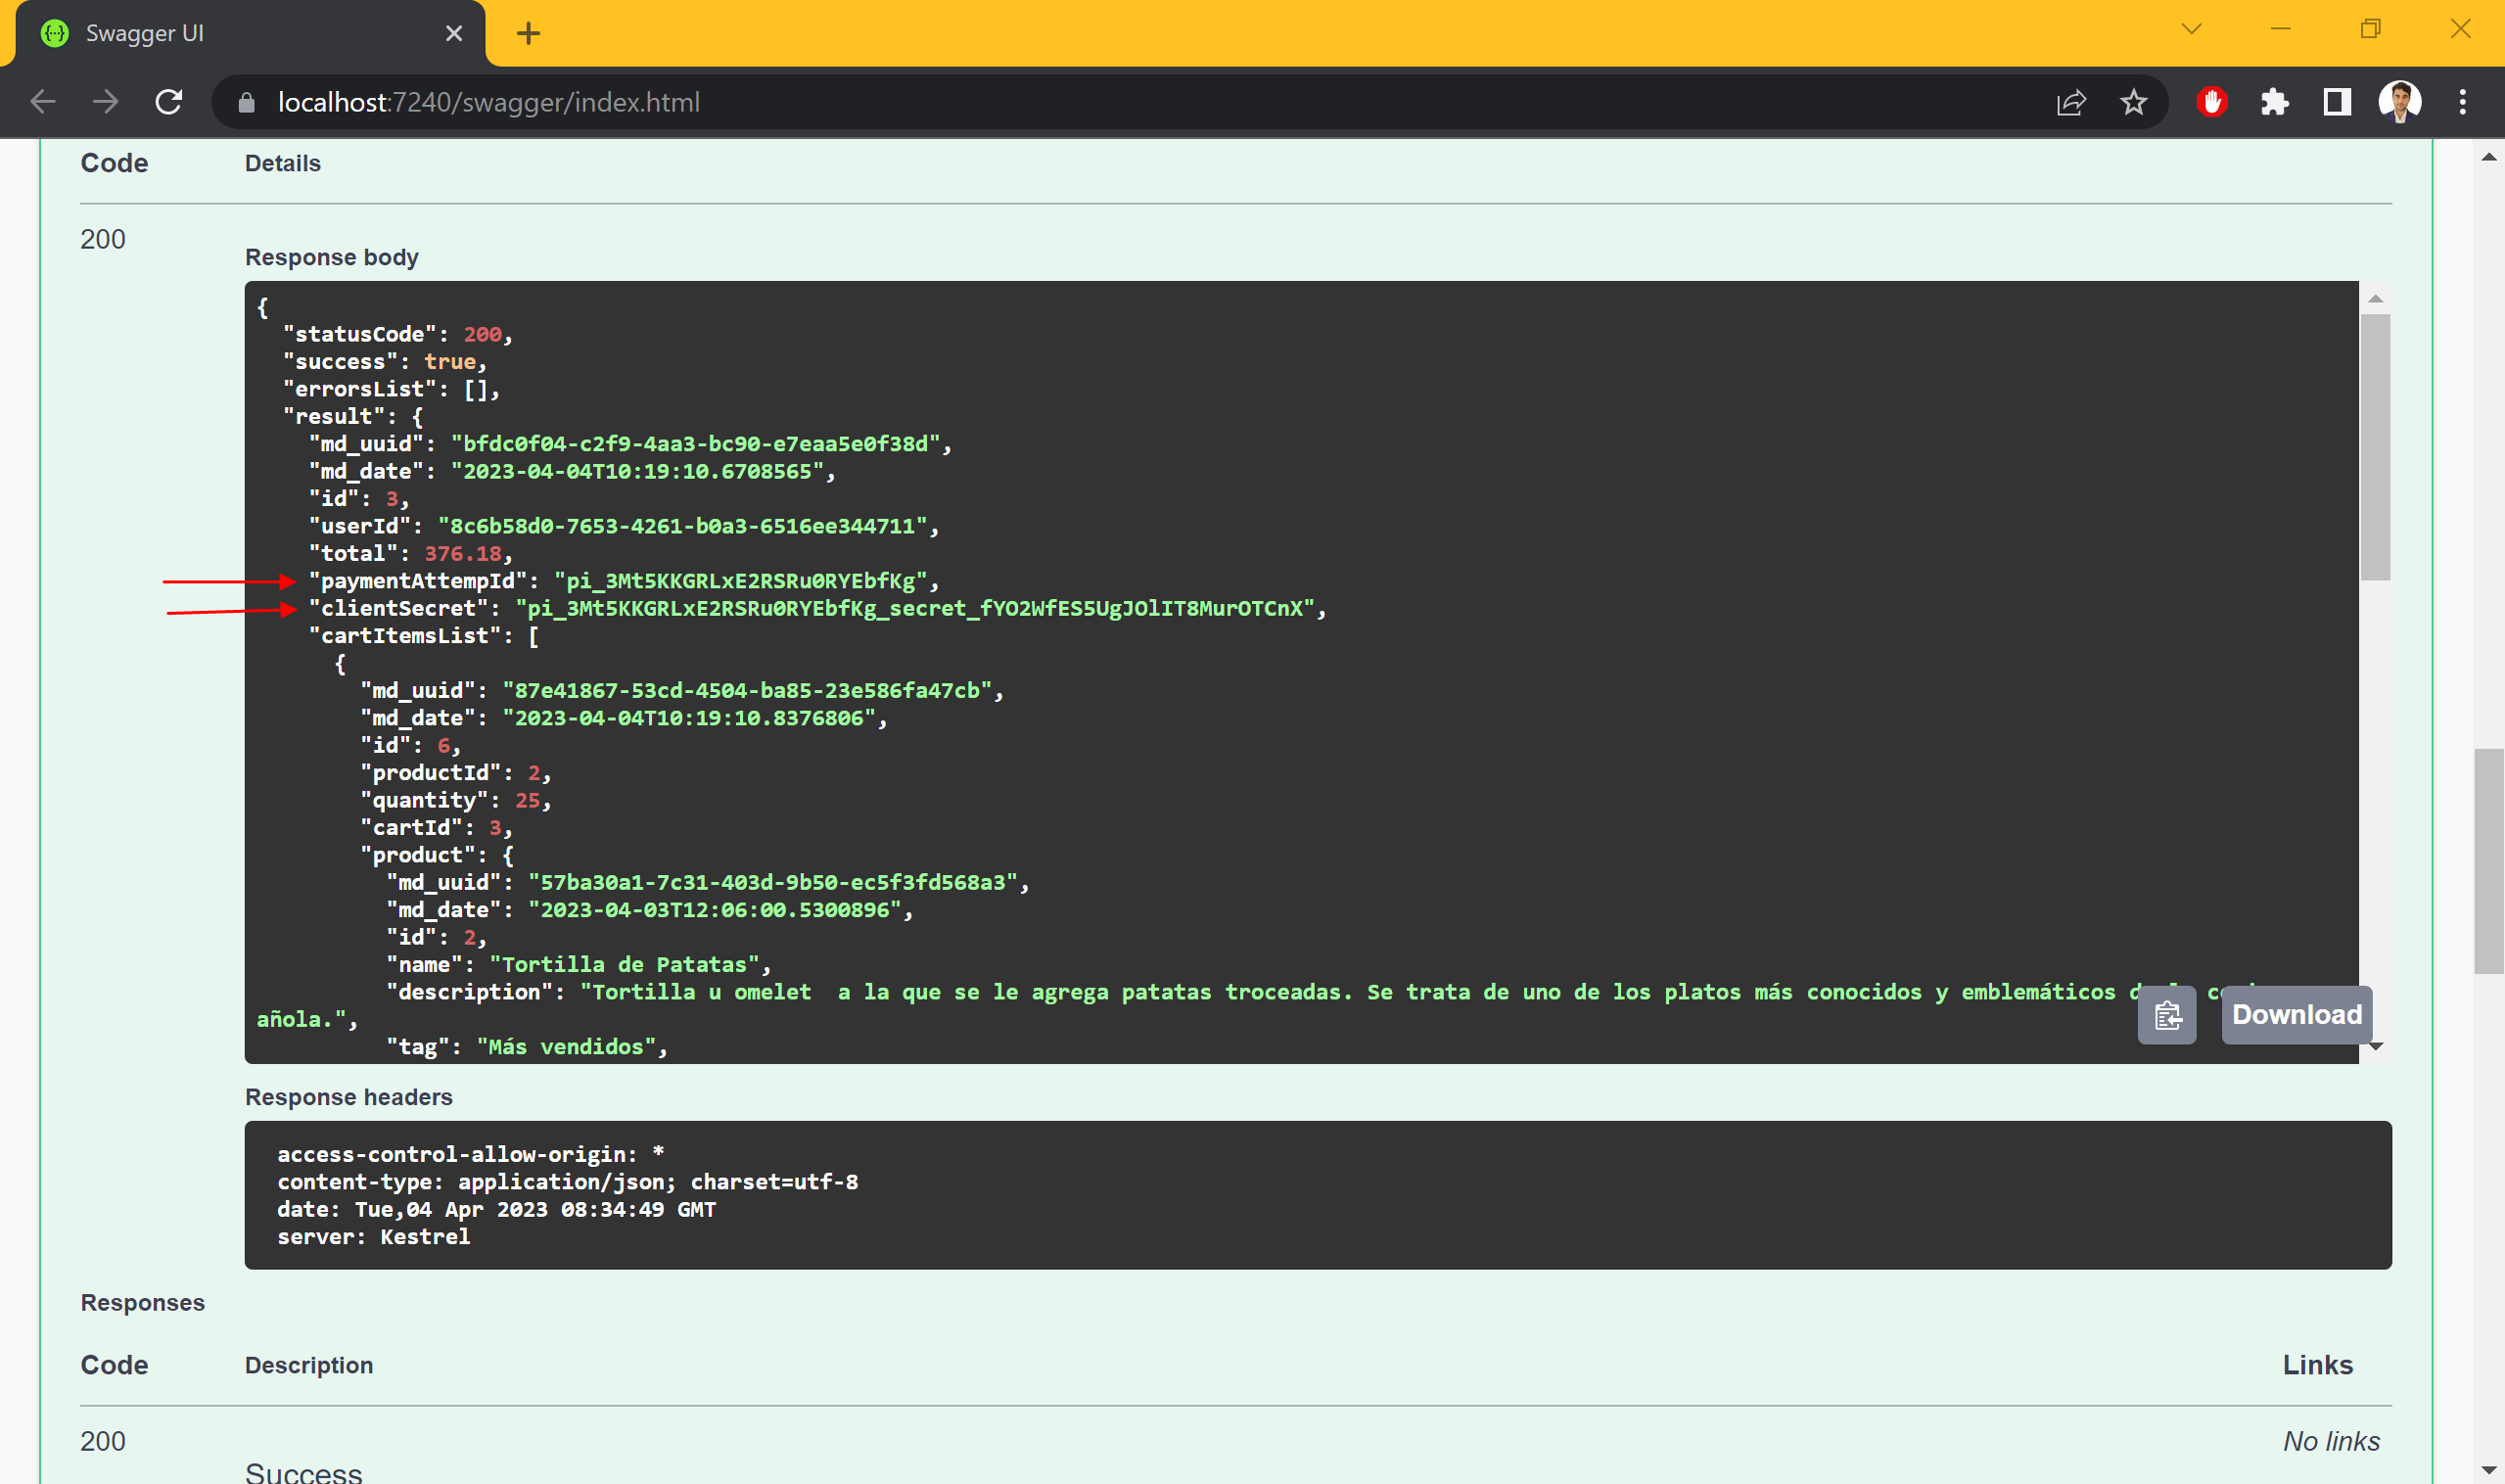 Swagger UI
localhost:7240/swagger/index.html
Code Details
200
Response body
{
"statusCode": 200,
"success": true,
"errorsList": [],
"result": {
"md_uuid": "bfdc0f04-c2f9-4aa3-bc90-e7eaa5e0f38d",
"md_date": "2023-04-04T10:19:10.6708565",
"id": 3,
"userId": "8c6b58d0-7653-4261-b0a3-6516ee344711",
"total": 376.18,
"paymentAttempId": "pi_3Mt5KKGRLxE2RSRu0RYEbfKg",
"clientSecret": "pi_3Mt5KKGRLxE2RSRu0RYEbfKg_secret_fYO2WfES5UgJOlIT8MurOTCnX",
"cartItemsList": [
{
"md_uuid": "87e41867-53cd-4504-ba85-23e586fa47cb",
"md_date": "2023-04-04T10:19:10.8376806",
"id": 6,
"productId": 2,
"quantity": 25,
"cartId": 3,
"product": {
"md_uuid": "57ba30a1-7c31-403d-9b50-ec5f3fd568a3",
"md_date": "2023-04-03T12:06:00.5300896",
"id": 2,
"name": "Tortilla de Patatas",
"description": "Tortilla u omelet  a la que se le agrega patatas troceadas. Se trata de uno de los platos más conocidos y emblemáticos
añola.",
"tag": "Más vendidos",
Download
Response headers
access-control-allow-origin: *
content-type: application/json; charset=utf-8
date: Tue,04 Apr 2023 08:34:49 GMT
server: Kestrel
Responses
Code Description Links
200 No links
Success